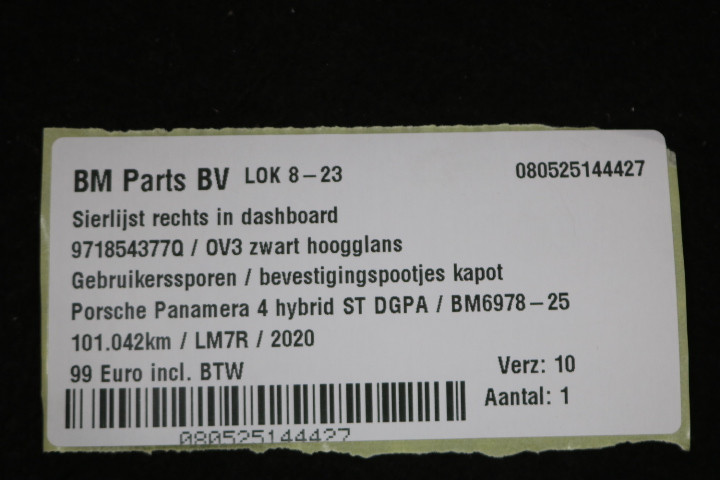 BM Parts BV LOK 8-23 080525144427
Sierlijst rechts in dashboard
971854377Q / OV3 zwart hoogglans
Gebruikerssporen / bevestigingspootjes kapot
Porsche Panamera 4 hybrid ST DGPA / BM6978-25
101.042km / LM7R / 2020
99 Euro incl. BTW Verz: 10
Aantal: 1
080525144427